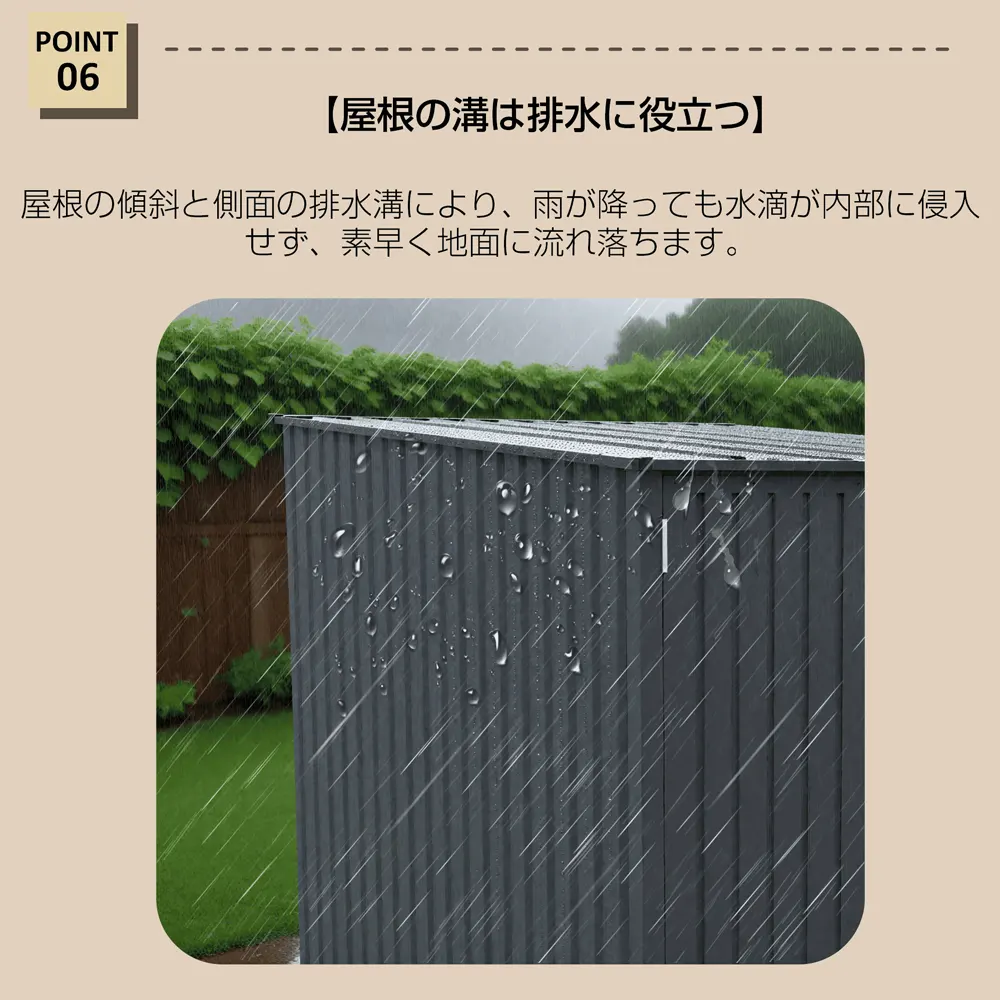 POINT
06
【屋根の溝は排水に役立つ】
屋根の傾斜と側面の排水溝により、雨が降っても水滴が内部に侵入
せず、素早く地面に流れ落ちます。